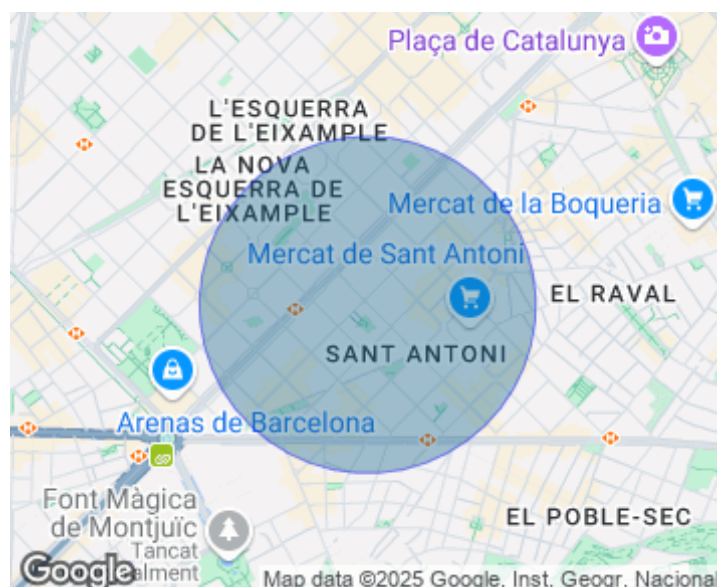 Plaça de Catalunya
L'ESQUERRA
DE L'EIXAMPLE
LA NOVA
ESQUERRA DE
L'EIXAMPLE
Mercat de la Boqueria
Mercat de Sant Antoni
EL RAVAL
SANT ANTONI
Arenas de Barcelona
Font Màgica
de Montjuïc
Tancat
EL POBLE-SEC
Google
Map data ©2025 Google, Inst. Geogr. Nacional